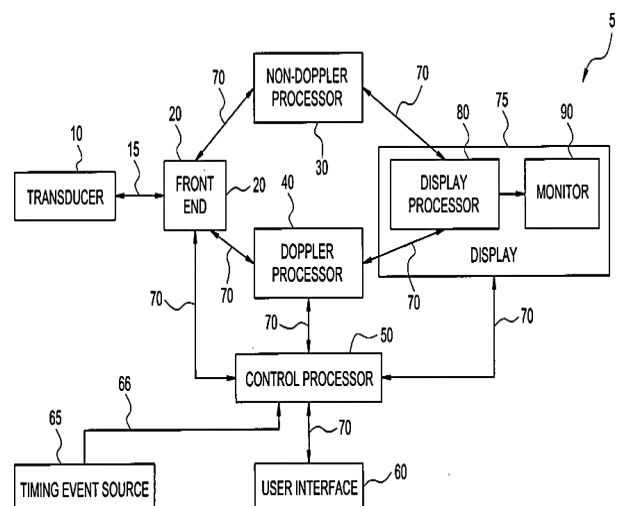 5
70
NON-DOPPLER
PROCESSOR
70
20
30
80
75
90
10
15
TRANSDUCER
FRONT
END
20
40
DISPLAY
PROCESSOR
MONITOR
DOPPLER
PROCESSOR
DISPLAY
70
70
70
70
50
70
CONTROL PROCESSOR
66
65
70
TIMING EVENT SOURCE
USER INTERFACE
60